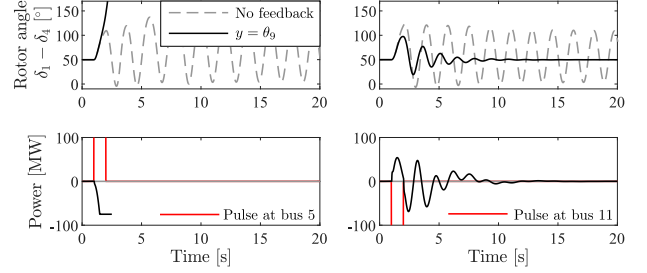 Rotor angle
δ₁ − δ₄ [°]
150
100
50
0
No feedback
y = θ₉
0 5 10 15 20
150
100
50
0
0 5 10 15 20
Power [MW]
100
0
-100
Pulse at bus 5
0 5 10 15 20
Time [s]
100
0
-100
Pulse at bus 11
0 5 10 15 20
Time [s]